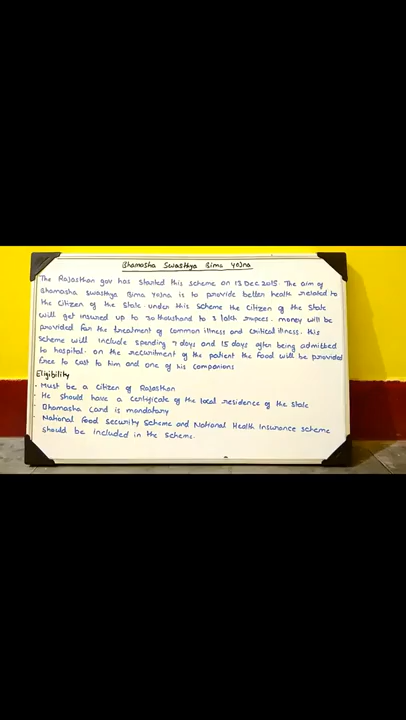 Bhamasha Swasthya Bima Yojna
The Rajasthan gov has started this scheme on 13 Dec 2015. The aim of
Bhamasha swasthya Bima Yojna is to provide better health related to
the citizen of the State. under this scheme the citizen of the State
will get insured up to 30 thoushand to 3 lakh rupees. money will be
provided for the treatment of common illness and critical illness. this
scheme will include spending 7 days and 15 days after being admitted
to hospital. on the recruitment of the patient the food will be provided
free to cast to him and one of his companions
Eligibility
· Must be a citizen of Rajasthan
· He should have a certificate of the local residence of the State
· Bhamasha card is mandatary
· National food security scheme and National Health Insurance scheme
should be included in the scheme.